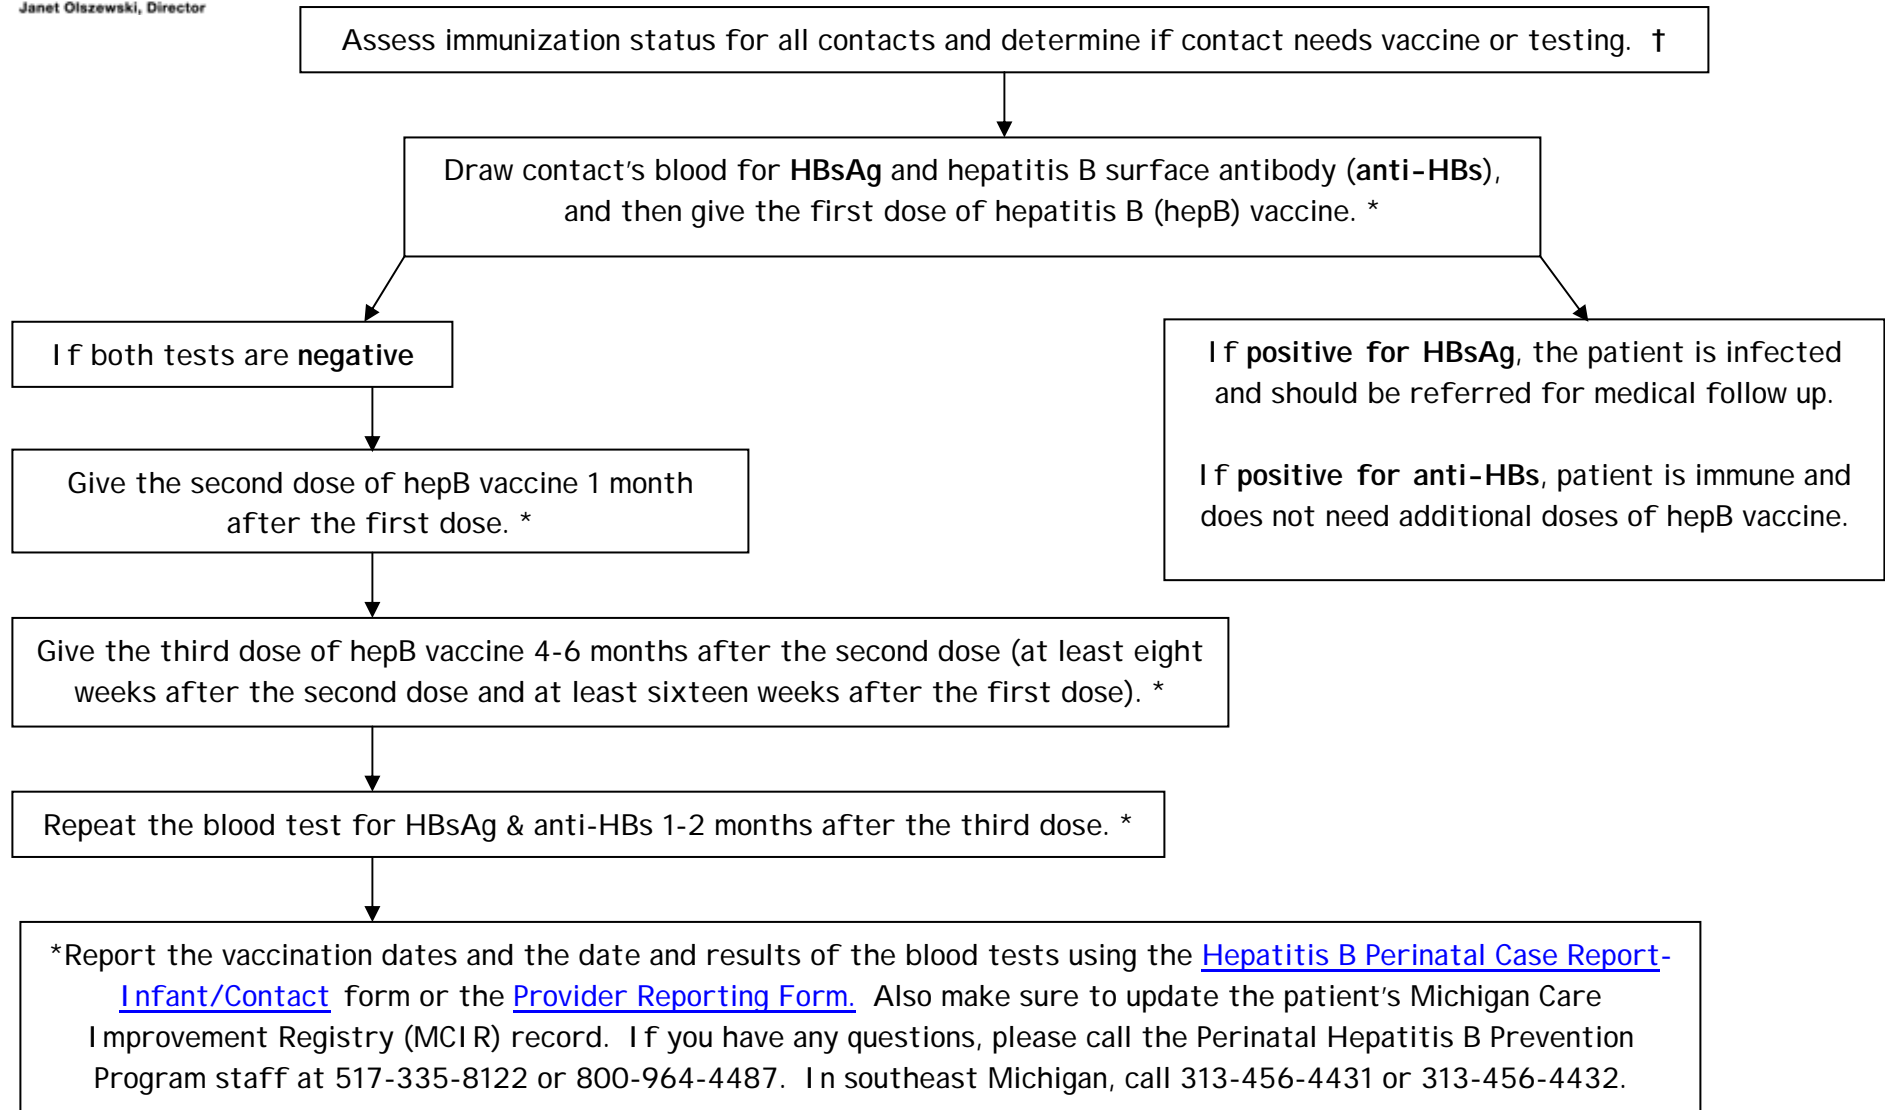 Janet Olszewski, Director
Assess immunization status for all contacts and determine if contact needs vaccine or testing. †
Draw contact's blood for HBsAg and hepatitis B surface antibody (anti-HBs),
and then give the first dose of hepatitis B (hepB) vaccine. *
If both tests are negative
If positive for HBsAg, the patient is infected
and should be referred for medical follow up.
If positive for anti-HBs, patient is immune and
does not need additional doses of hepB vaccine.
Give the second dose of hepB vaccine 1 month
after the first dose. *
Give the third dose of hepB vaccine 4-6 months after the second dose (at least eight
weeks after the second dose and at least sixteen weeks after the first dose). *
Repeat the blood test for HBsAg & anti-HBs 1-2 months after the third dose. *
*Report the vaccination dates and the date and results of the blood tests using the Hepatitis B Perinatal Case Report-
Infant/Contact form or the Provider Reporting Form. Also make sure to update the patient's Michigan Care
Improvement Registry (MCIR) record. If you have any questions, please call the Perinatal Hepatitis B Prevention
Program staff at 517-335-8122 or 800-964-4487. In southeast Michigan, call 313-456-4431 or 313-456-4432.